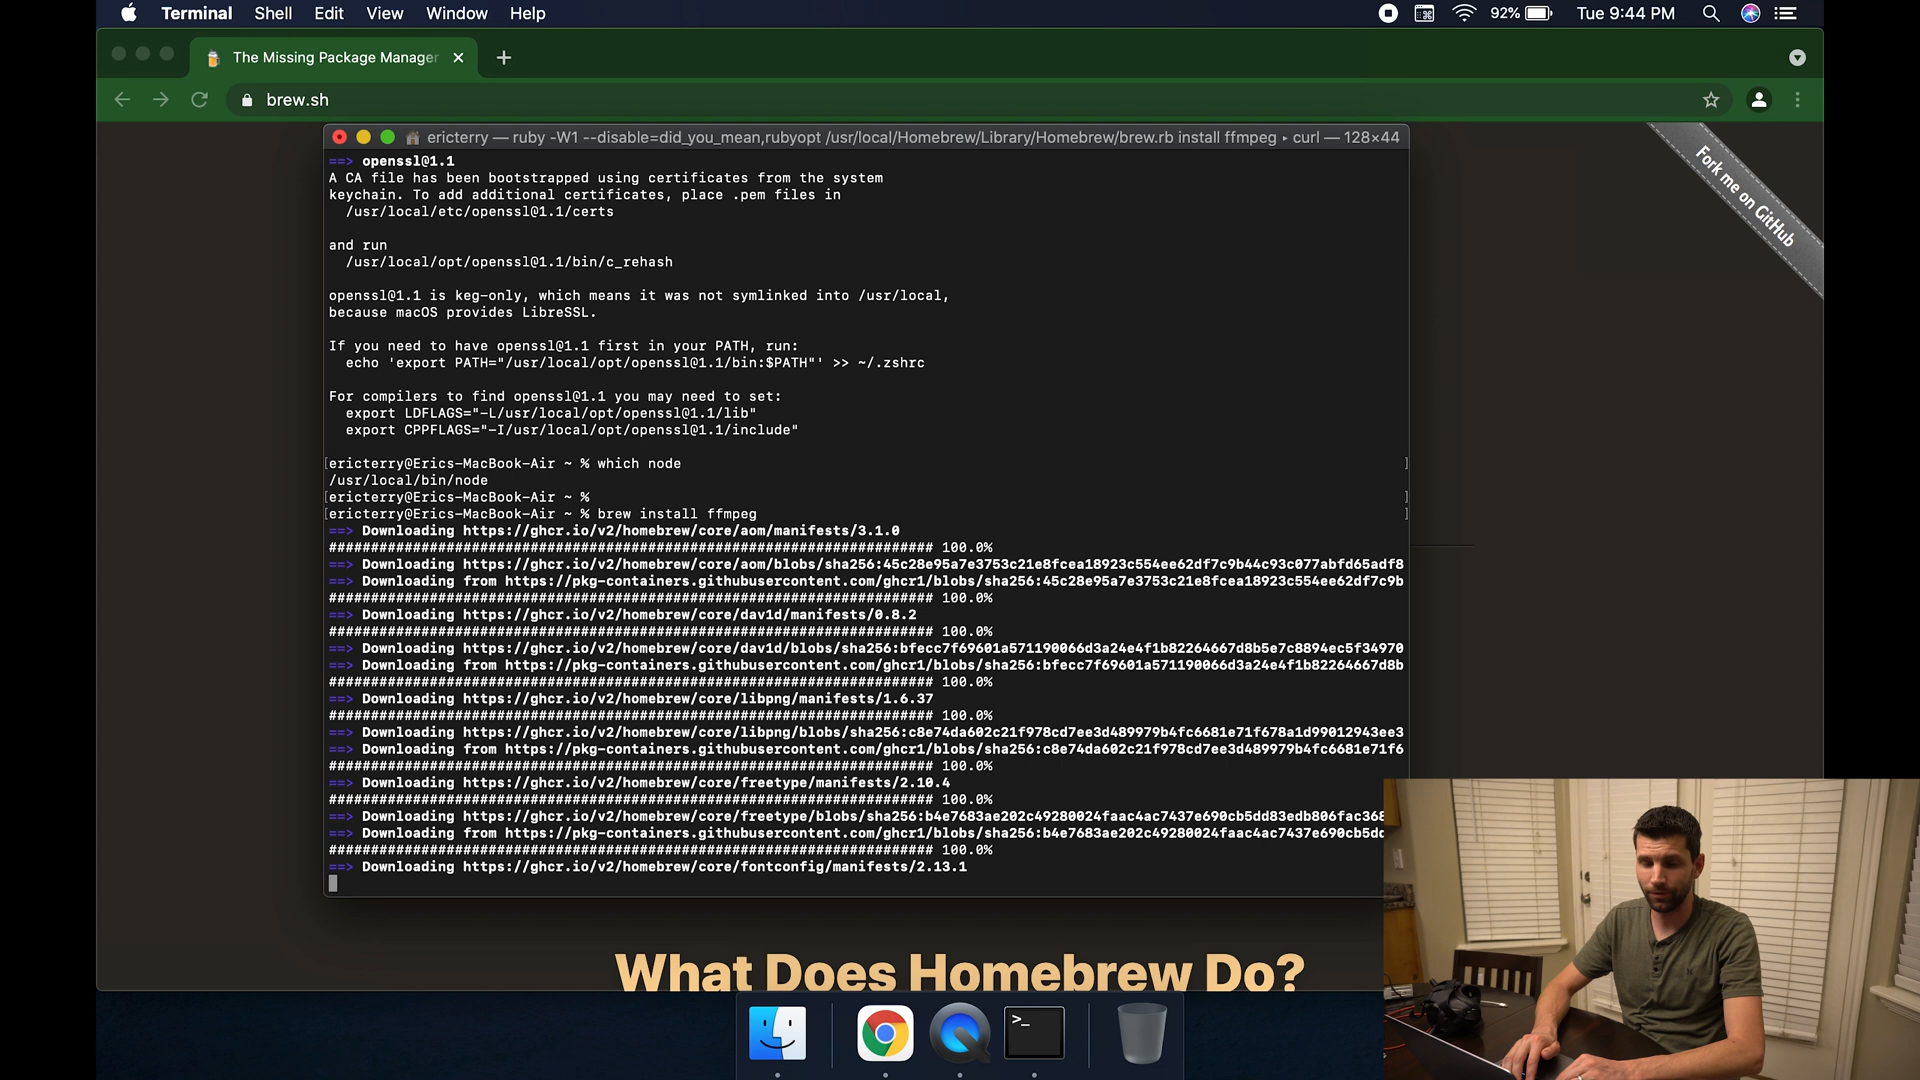 Terminal Shell Edit View Window Help 92% Tue 9:44 PM
The Missing Package Manager
brew.sh
ericterry — ruby -W1 --disable=did_you_mean,rubyopt /usr/local/Homebrew/Library/Homebrew/brew.rb install ffmpeg ▸ curl — 128×44
==> openssl@1.1
A CA file has been bootstrapped using certificates from the system
keychain. To add additional certificates, place .pem files in
/usr/local/etc/openssl@1.1/certs
and run
/usr/local/opt/openssl@1.1/bin/c_rehash
openssl@1.1 is keg-only, which means it was not symlinked into /usr/local,
because macOS provides LibreSSL.
If you need to have openssl@1.1 first in your PATH, run:
echo 'export PATH="/usr/local/opt/openssl@1.1/bin:$PATH"' >> ~/.zshrc
For compilers to find openssl@1.1 you may need to set:
export LDFLAGS="-L/usr/local/opt/openssl@1.1/lib"
export CPPFLAGS="-I/usr/local/opt/openssl@1.1/include"
[ericterry@Erics-MacBook-Air ~ % which node ]
/usr/local/bin/node
[ericterry@Erics-MacBook-Air ~ % ]
[ericterry@Erics-MacBook-Air ~ % brew install ffmpeg ]
==> Downloading https://ghcr.io/v2/homebrew/core/aom/manifests/3.1.0
######################################################################## 100.0%
==> Downloading https://ghcr.io/v2/homebrew/core/aom/blobs/sha256:45c28e95a7e3753c21e8fcea18923c554ee62df7c9b44c93c077abfd65adf8
==> Downloading from https://pkg-containers.githubusercontent.com/ghcr1/blobs/sha256:45c28e95a7e3753c21e8fcea18923c554ee62df7c9b
######################################################################## 100.0%
==> Downloading https://ghcr.io/v2/homebrew/core/dav1d/manifests/0.8.2
######################################################################## 100.0%
==> Downloading https://ghcr.io/v2/homebrew/core/dav1d/blobs/sha256:bfecc7f69601a571190066d3a24e4f1b82264667d8b5e7c8894ec5f34970
==> Downloading from https://pkg-containers.githubusercontent.com/ghcr1/blobs/sha256:bfecc7f69601a571190066d3a24e4f1b82264667d8b
######################################################################## 100.0%
==> Downloading https://ghcr.io/v2/homebrew/core/libpng/manifests/1.6.37
######################################################################## 100.0%
==> Downloading https://ghcr.io/v2/homebrew/core/libpng/blobs/sha256:c8e74da602c21f978cd7ee3d489979b4fc6681e71f678a1d99012943ee3
==> Downloading from https://pkg-containers.githubusercontent.com/ghcr1/blobs/sha256:c8e74da602c21f978cd7ee3d489979b4fc6681e71f6
######################################################################## 100.0%
==> Downloading https://ghcr.io/v2/homebrew/core/freetype/manifests/2.10.4
######################################################################## 100.0%
==> Downloading https://ghcr.io/v2/homebrew/core/freetype/blobs/sha256:b4e7683ae202c49280024faac4ac7437e690cb5dd83edb806fac368
==> Downloading from https://pkg-containers.githubusercontent.com/ghcr1/blobs/sha256:b4e7683ae202c49280024faac4ac7437e690cb5dd
######################################################################## 100.0%
==> Downloading https://ghcr.io/v2/homebrew/core/fontconfig/manifests/2.13.1
Fork me on GitHub
What Does Homebrew Do?
>_